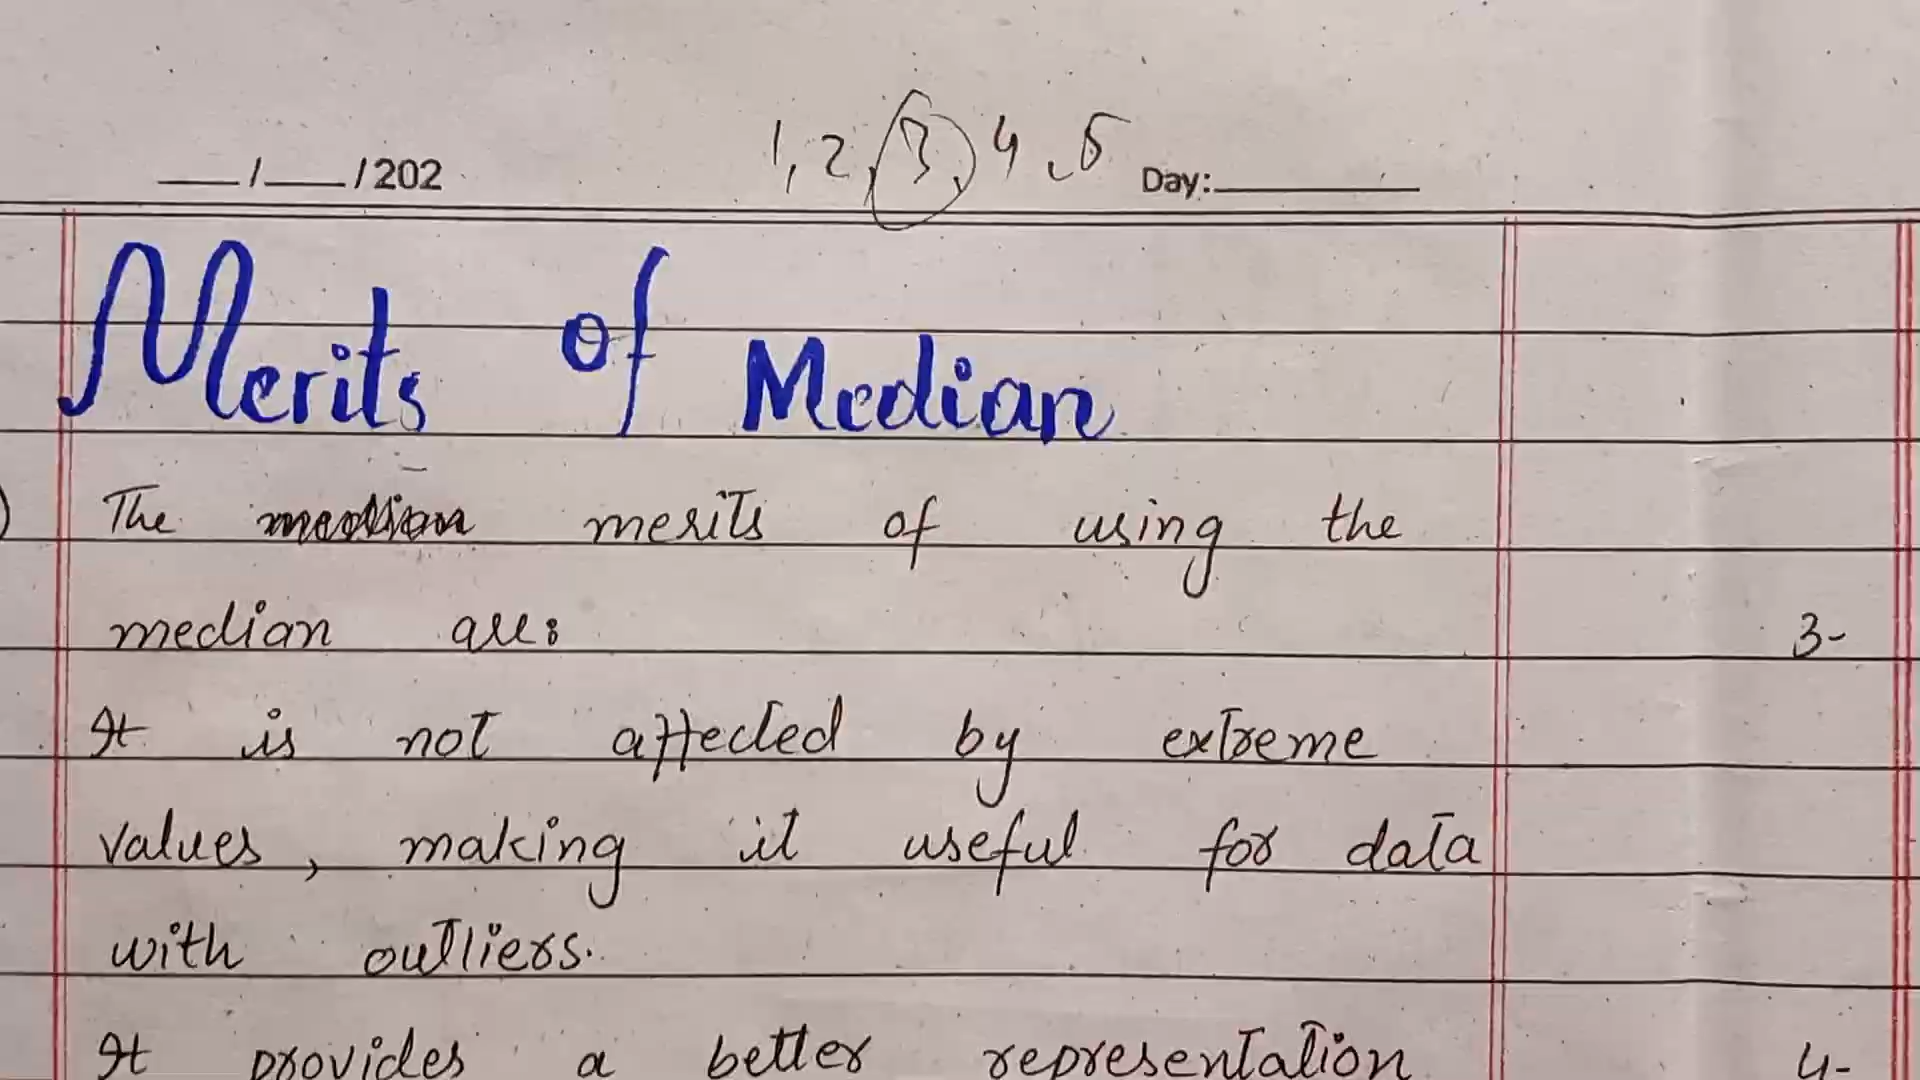 1, 2, 3, 4, 5
__/__/202 Day:
Merits of Median
) The median merits of using the
median are:
3-
It is not affected by extreme
values, making it useful for data
with outliers.
It provides a better representation
4-